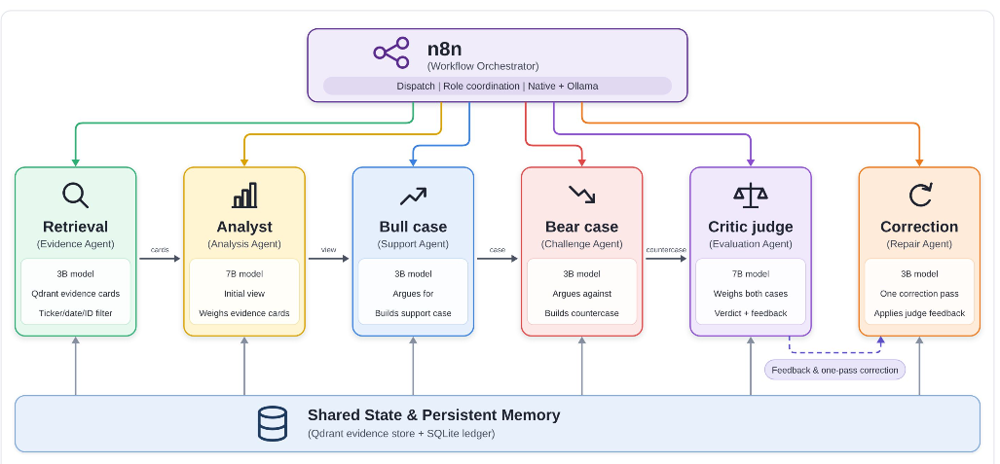 n8n
(Workflow Orchestrator)
Dispatch | Role coordination | Native + Ollama
Retrieval
(Evidence Agent)
3B model
Qdrant evidence cards
Ticker/date/ID filter
cards
Analyst
(Analysis Agent)
7B model
Initial view
Weighs evidence cards
view
Bull case
(Support Agent)
3B model
Argues for
Builds support case
case
Bear case
(Challenge Agent)
3B model
Argues against
Builds countercase
countercase
Critic judge
(Evaluation Agent)
7B model
Weighs both cases
Verdict + feedback
Correction
(Repair Agent)
3B model
One correction pass
Applies judge feedback
Feedback & one-pass correction
Shared State & Persistent Memory
(Qdrant evidence store + SQLite ledger)